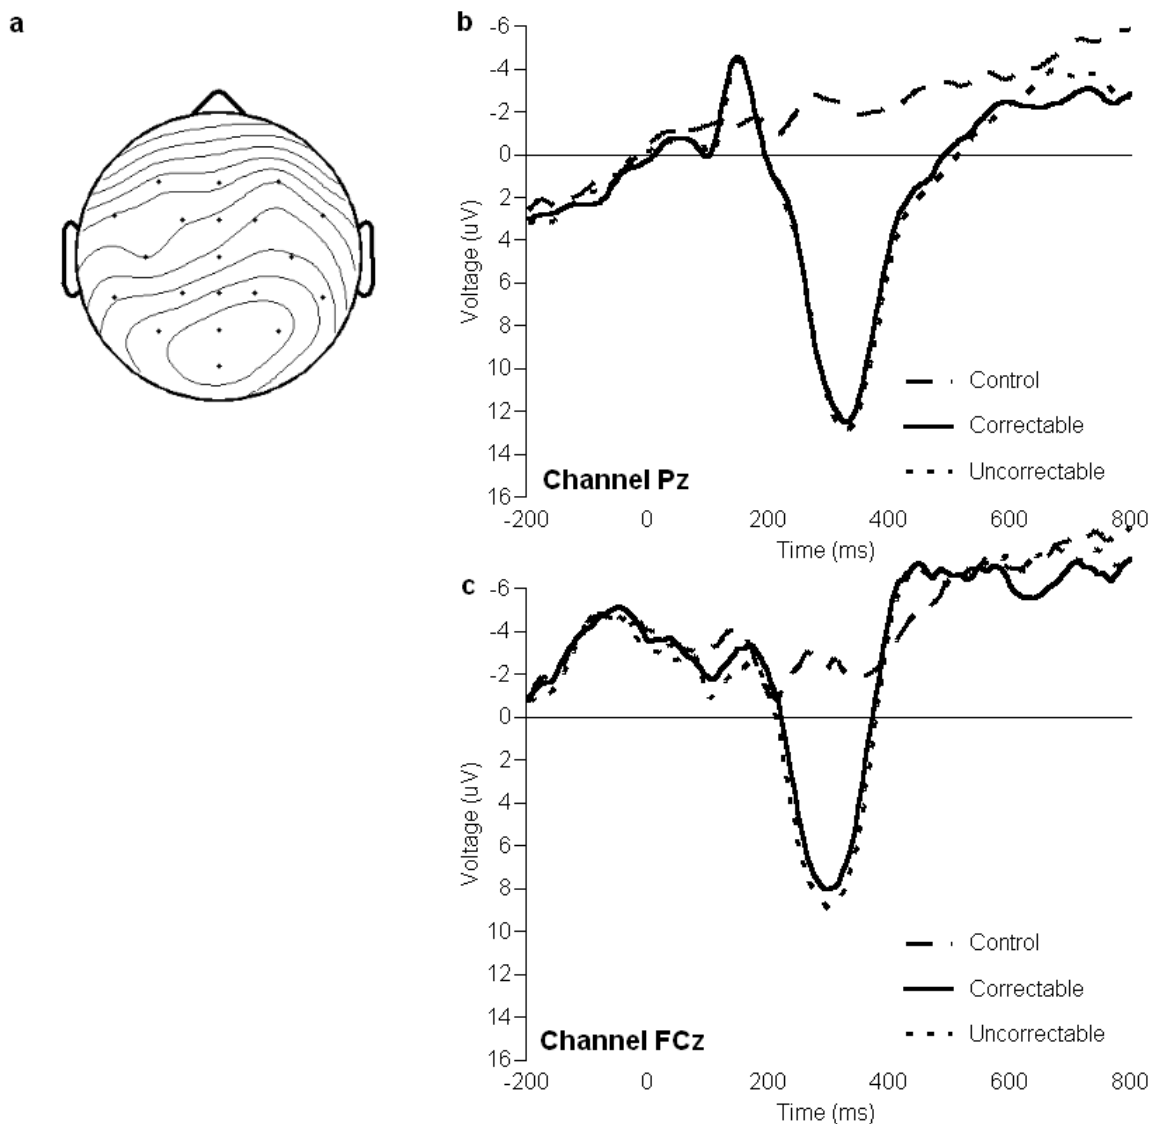 a
b
-6
-4
-2
0
2
4
6
8
10
12
14
16
Voltage (uV)
Control
Correctable
Uncorrectable
Channel Pz
-200 0 200 400 600 800
Time (ms)
c
-6
-4
-2
0
2
4
6
8
10
12
14
16
Voltage (uV)
Control
Correctable
Uncorrectable
Channel FCz
-200 0 200 400 600 800
Time (ms)